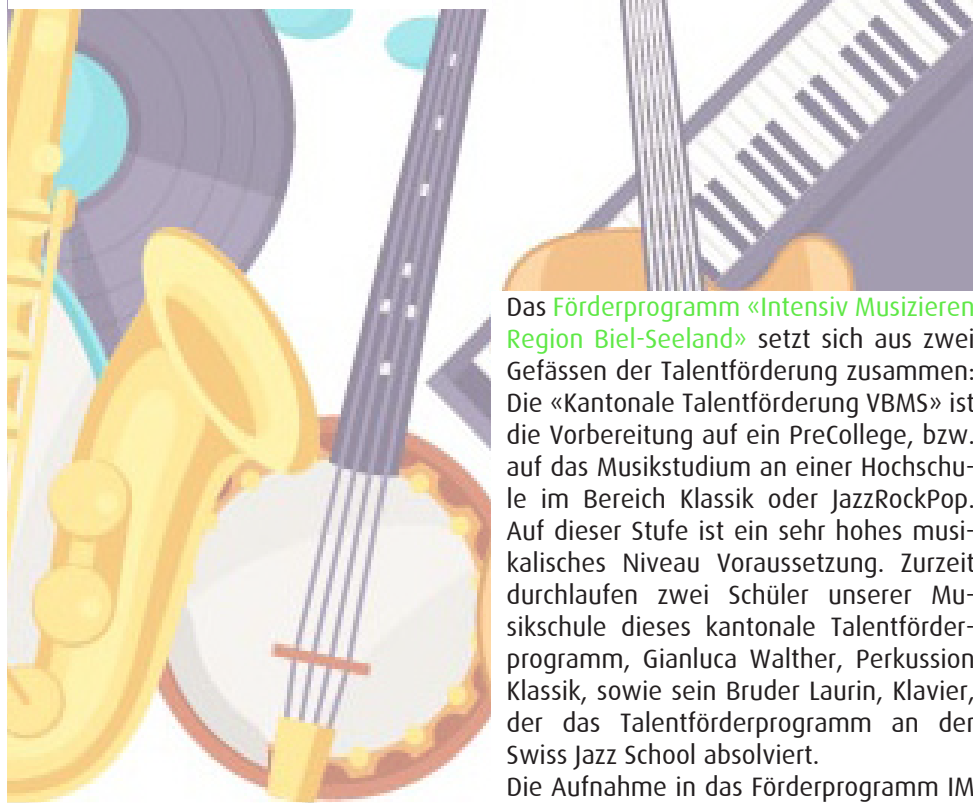 Das Förderprogramm «Intensiv Musizieren
Region Biel-Seeland» setzt sich aus zwei
Gefässen der Talentförderung zusammen:
Die «Kantonale Talentförderung VBMS» ist
die Vorbereitung auf ein PreCollege, bzw.
auf das Musikstudium an einer Hochschu-
le im Bereich Klassik oder JazzRockPop.
Auf dieser Stufe ist ein sehr hohes musi-
kalisches Niveau Voraussetzung. Zurzeit
durchlaufen zwei Schüler unserer Mu-
sikschule dieses kantonale Talentförder-
programm, Gianluca Walther, Perkussion
Klassik, sowie sein Bruder Laurin, Klavier,
der das Talentförderprogramm an der
Swiss Jazz School absolviert.
Die Aufnahme in das Förderprogramm IM